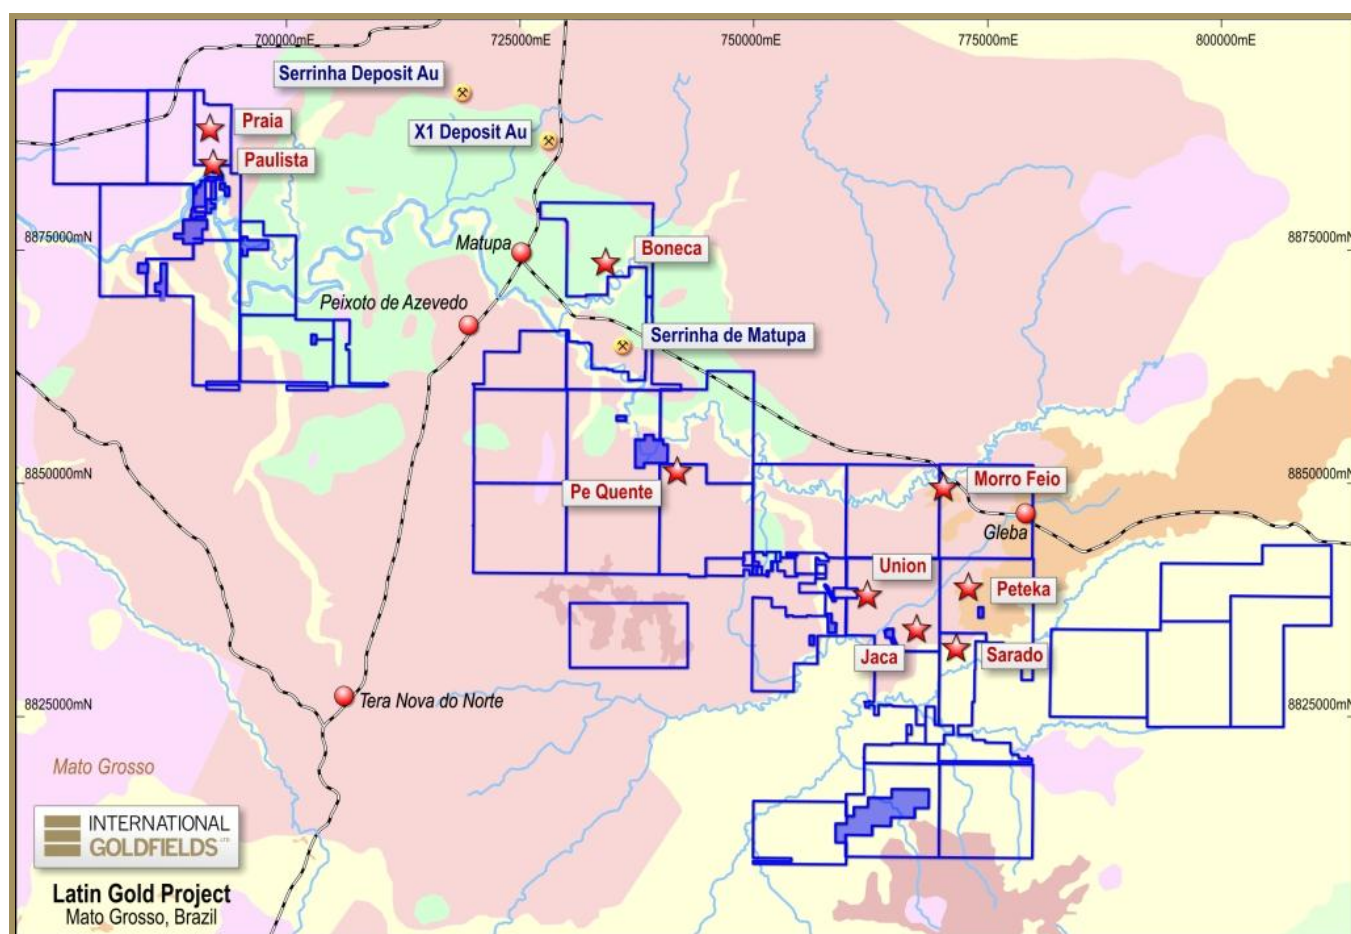 700000mE
725000mE
750000mE
775000mE
800000mE
Serrinha Deposit Au
Praia
X1 Deposit Au
Paulista
8875000mN
Matupa
Boneca
8875000mN
Peixoto de Azevedo
Serrinha de Matupa
8850000mN
Pe Quente
Morro Feio
8850000mN
Gleba
Union
Peteka
Jaca
Sarado
Tera Nova do Norte
8825000mN
8825000mN
Mato Grosso
INTERNATIONAL
GOLDFIELDS LTD
Latin Gold Project
Mato Grosso, Brazil